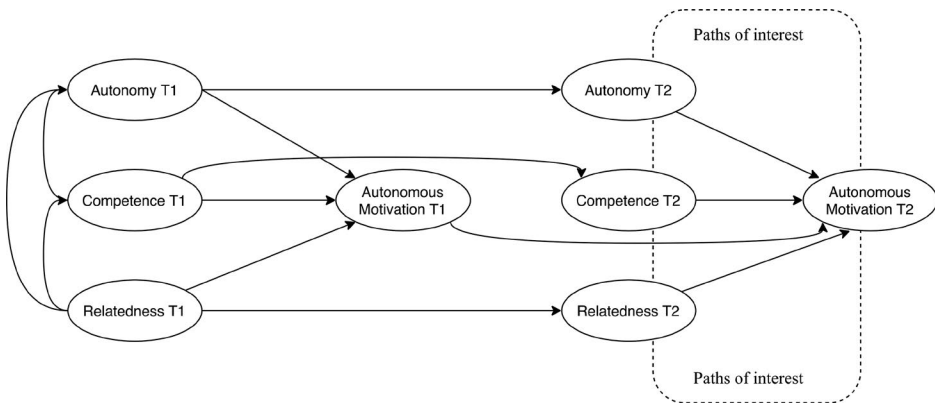 Paths of interest
Autonomy T1
Autonomy T2
Competence T1
Autonomous
Motivation T1
Competence T2
Autonomous
Motivation T2
Relatedness T1
Relatedness T2
Paths of interest